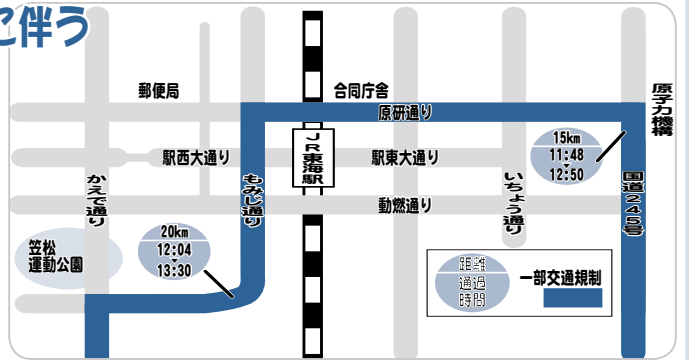 に伴う
郵便局
合同庁舎
原研通り
原子力機構
JR東海駅
駅西大通り
駅東大通り
15km
11:48
12:50
かえで通り
もみじ通り
いちょう通り
国道245号
動燃通り
笠松
運動公園
20km
12:04
13:30
距離
通過
時間
一部交通規制